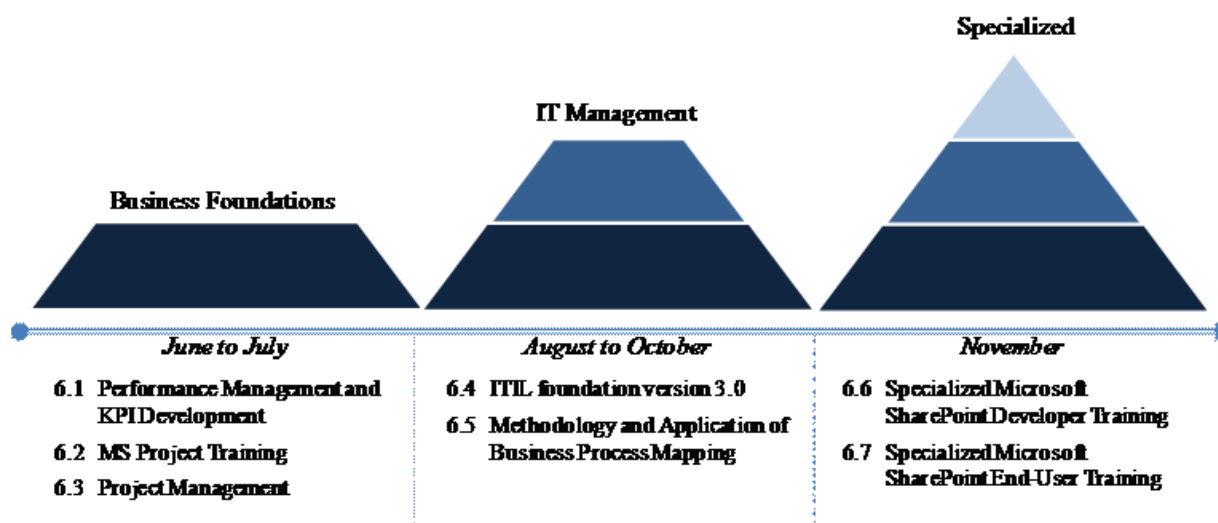 Specialized
IT Management
Business Foundations
June to July
August to October
November
6.1 Performance Management and
KPI Development
6.2 MS Project Training
6.3 Project Management
6.4 ITIL foundation version 3.0
6.5 Methodology and Application of
Business Process Mapping
6.6 Specialized Microsoft
SharePoint Developer Training
6.7 Specialized Microsoft
SharePoint End-User Training